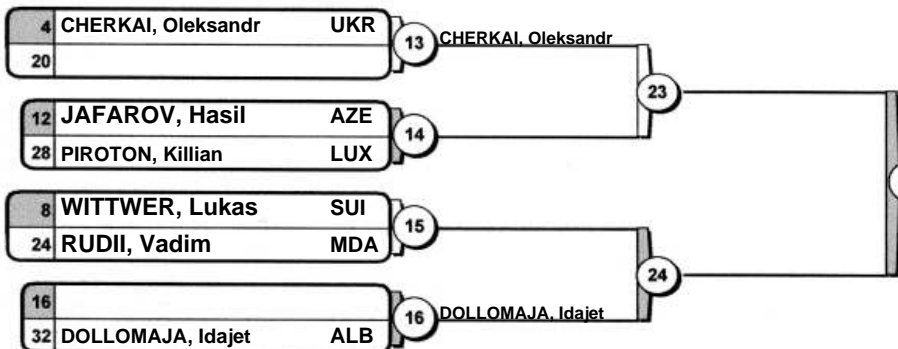 4 CHERKAI, Oleksandr UKR
20
13 CHERKAI, Oleksandr
23
12 JAFAROV, Hasil AZE
28 PIROTON, Killian LUX
14
8 WITTWER, Lukas SUI
24 RUDII, Vadim MDA
15
24
16
32 DOLLOMAJA, Idajet ALB
16 DOLLOMAJA, Idajet